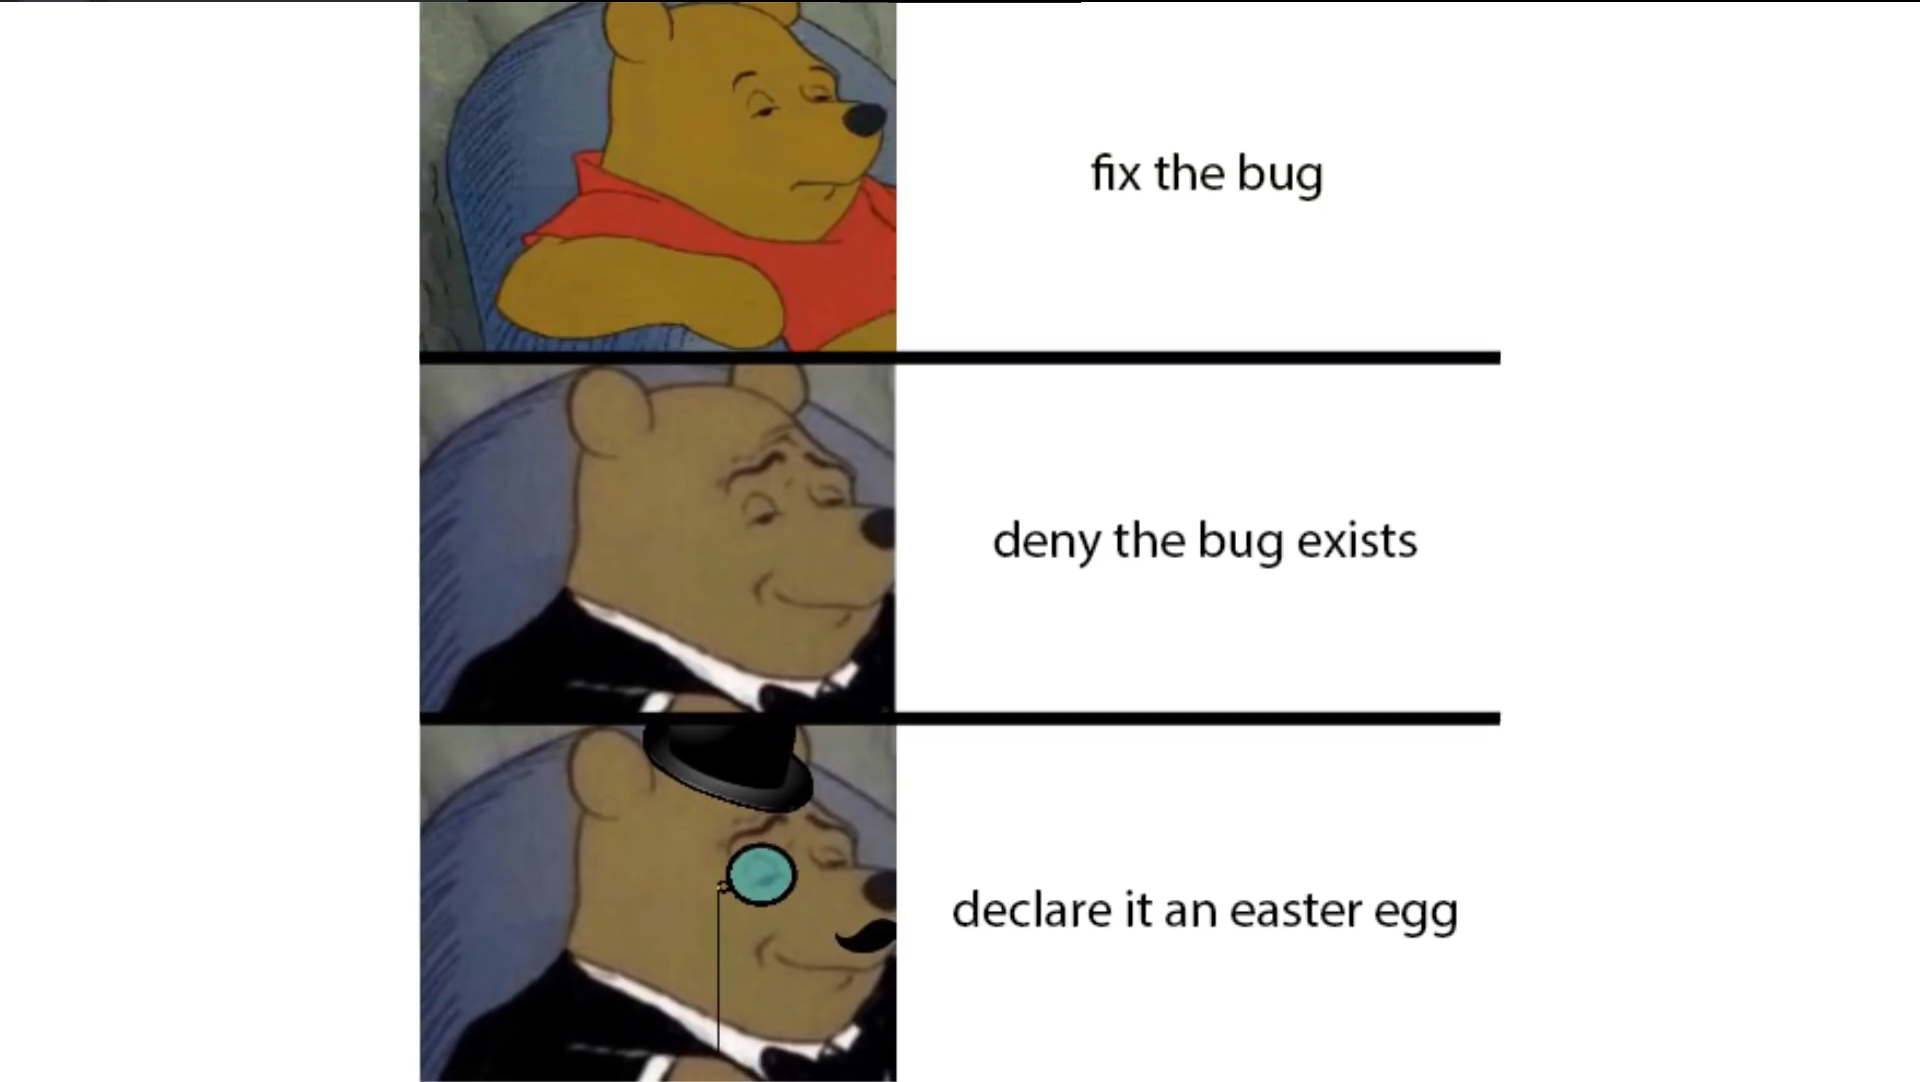 fix the bug
deny the bug exists
declare it an easter egg